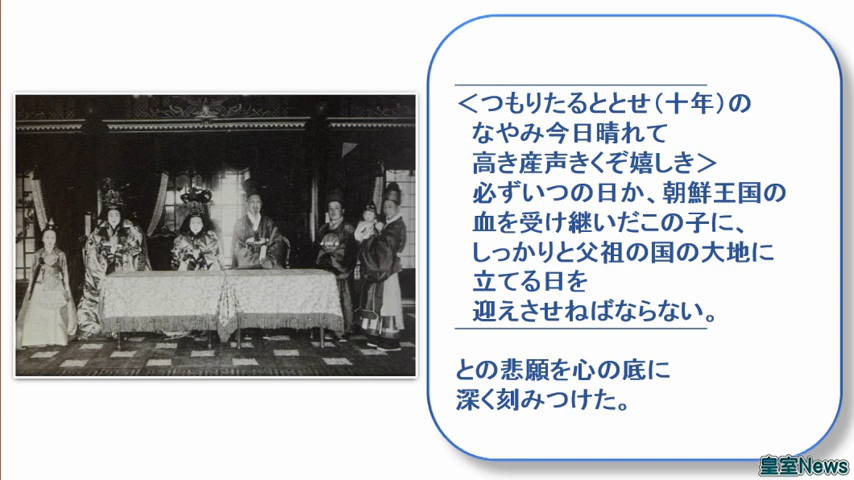 ＜つもりたるととせ（十年）の
なやみ今日晴れて
高き産声きくぞ嬉しき＞
必ずいつの日か、朝鮮王国の
血を受け継いだこの子に、
しっかりと父祖の国の大地に
立てる日を
迎えさせねばならない。
との悲願を心の底に
深く刻みつけた。
皇室News